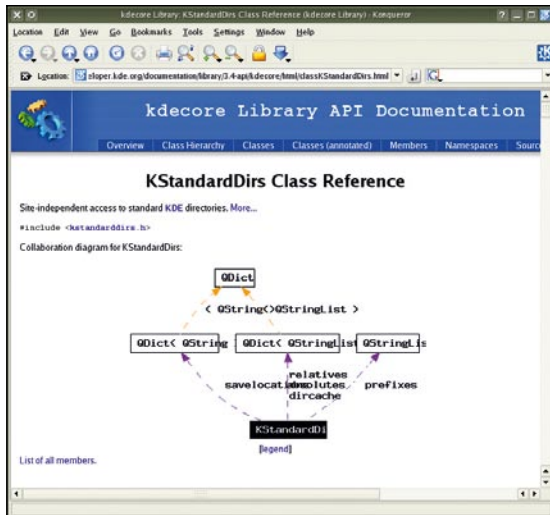 kdecore Library: KStandardDirs Class Reference (kdecore Library) - Konqueror
Location Edit View Go Bookmarks Tools Settings Window Help
Location: eloper.kde.org/documentation/library/3.4-api/kdecore/html/classKStandardDirs.html
kdecore Library API Documentation
Overview Class Hierarchy Classes Classes (annotated) Members Namespaces Sourc
KStandardDirs Class Reference
Site-independent access to standard KDE directories. More...
#include <kstandarddirs.h>
Collaboration diagram for KStandardDirs:
QDict
< QString<>QStringList >
QDict< QString QDict< QStringList QStringLis
relatives
savelocations absolutes prefixes
dircache
KStandardDi
[legend]
List of all members.